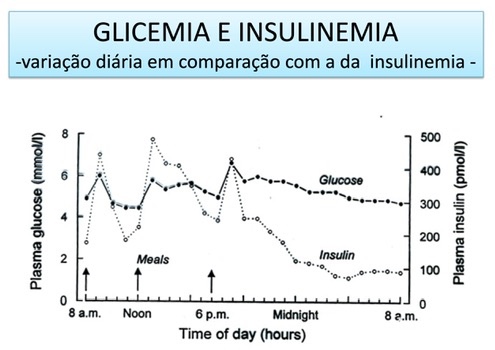 GLICEMIA E INSULINEMIA
-variação diária em comparação com a da insulinemia -
Plasma glucose (mmol/l)
8
6
4
2
0
Plasma insulin (pmol/l)
500
400
300
200
100
0
Glucose
Insulin
Meals
8 a.m. Noon 6 p.m. Midnight 8 a.m.
Time of day (hours)